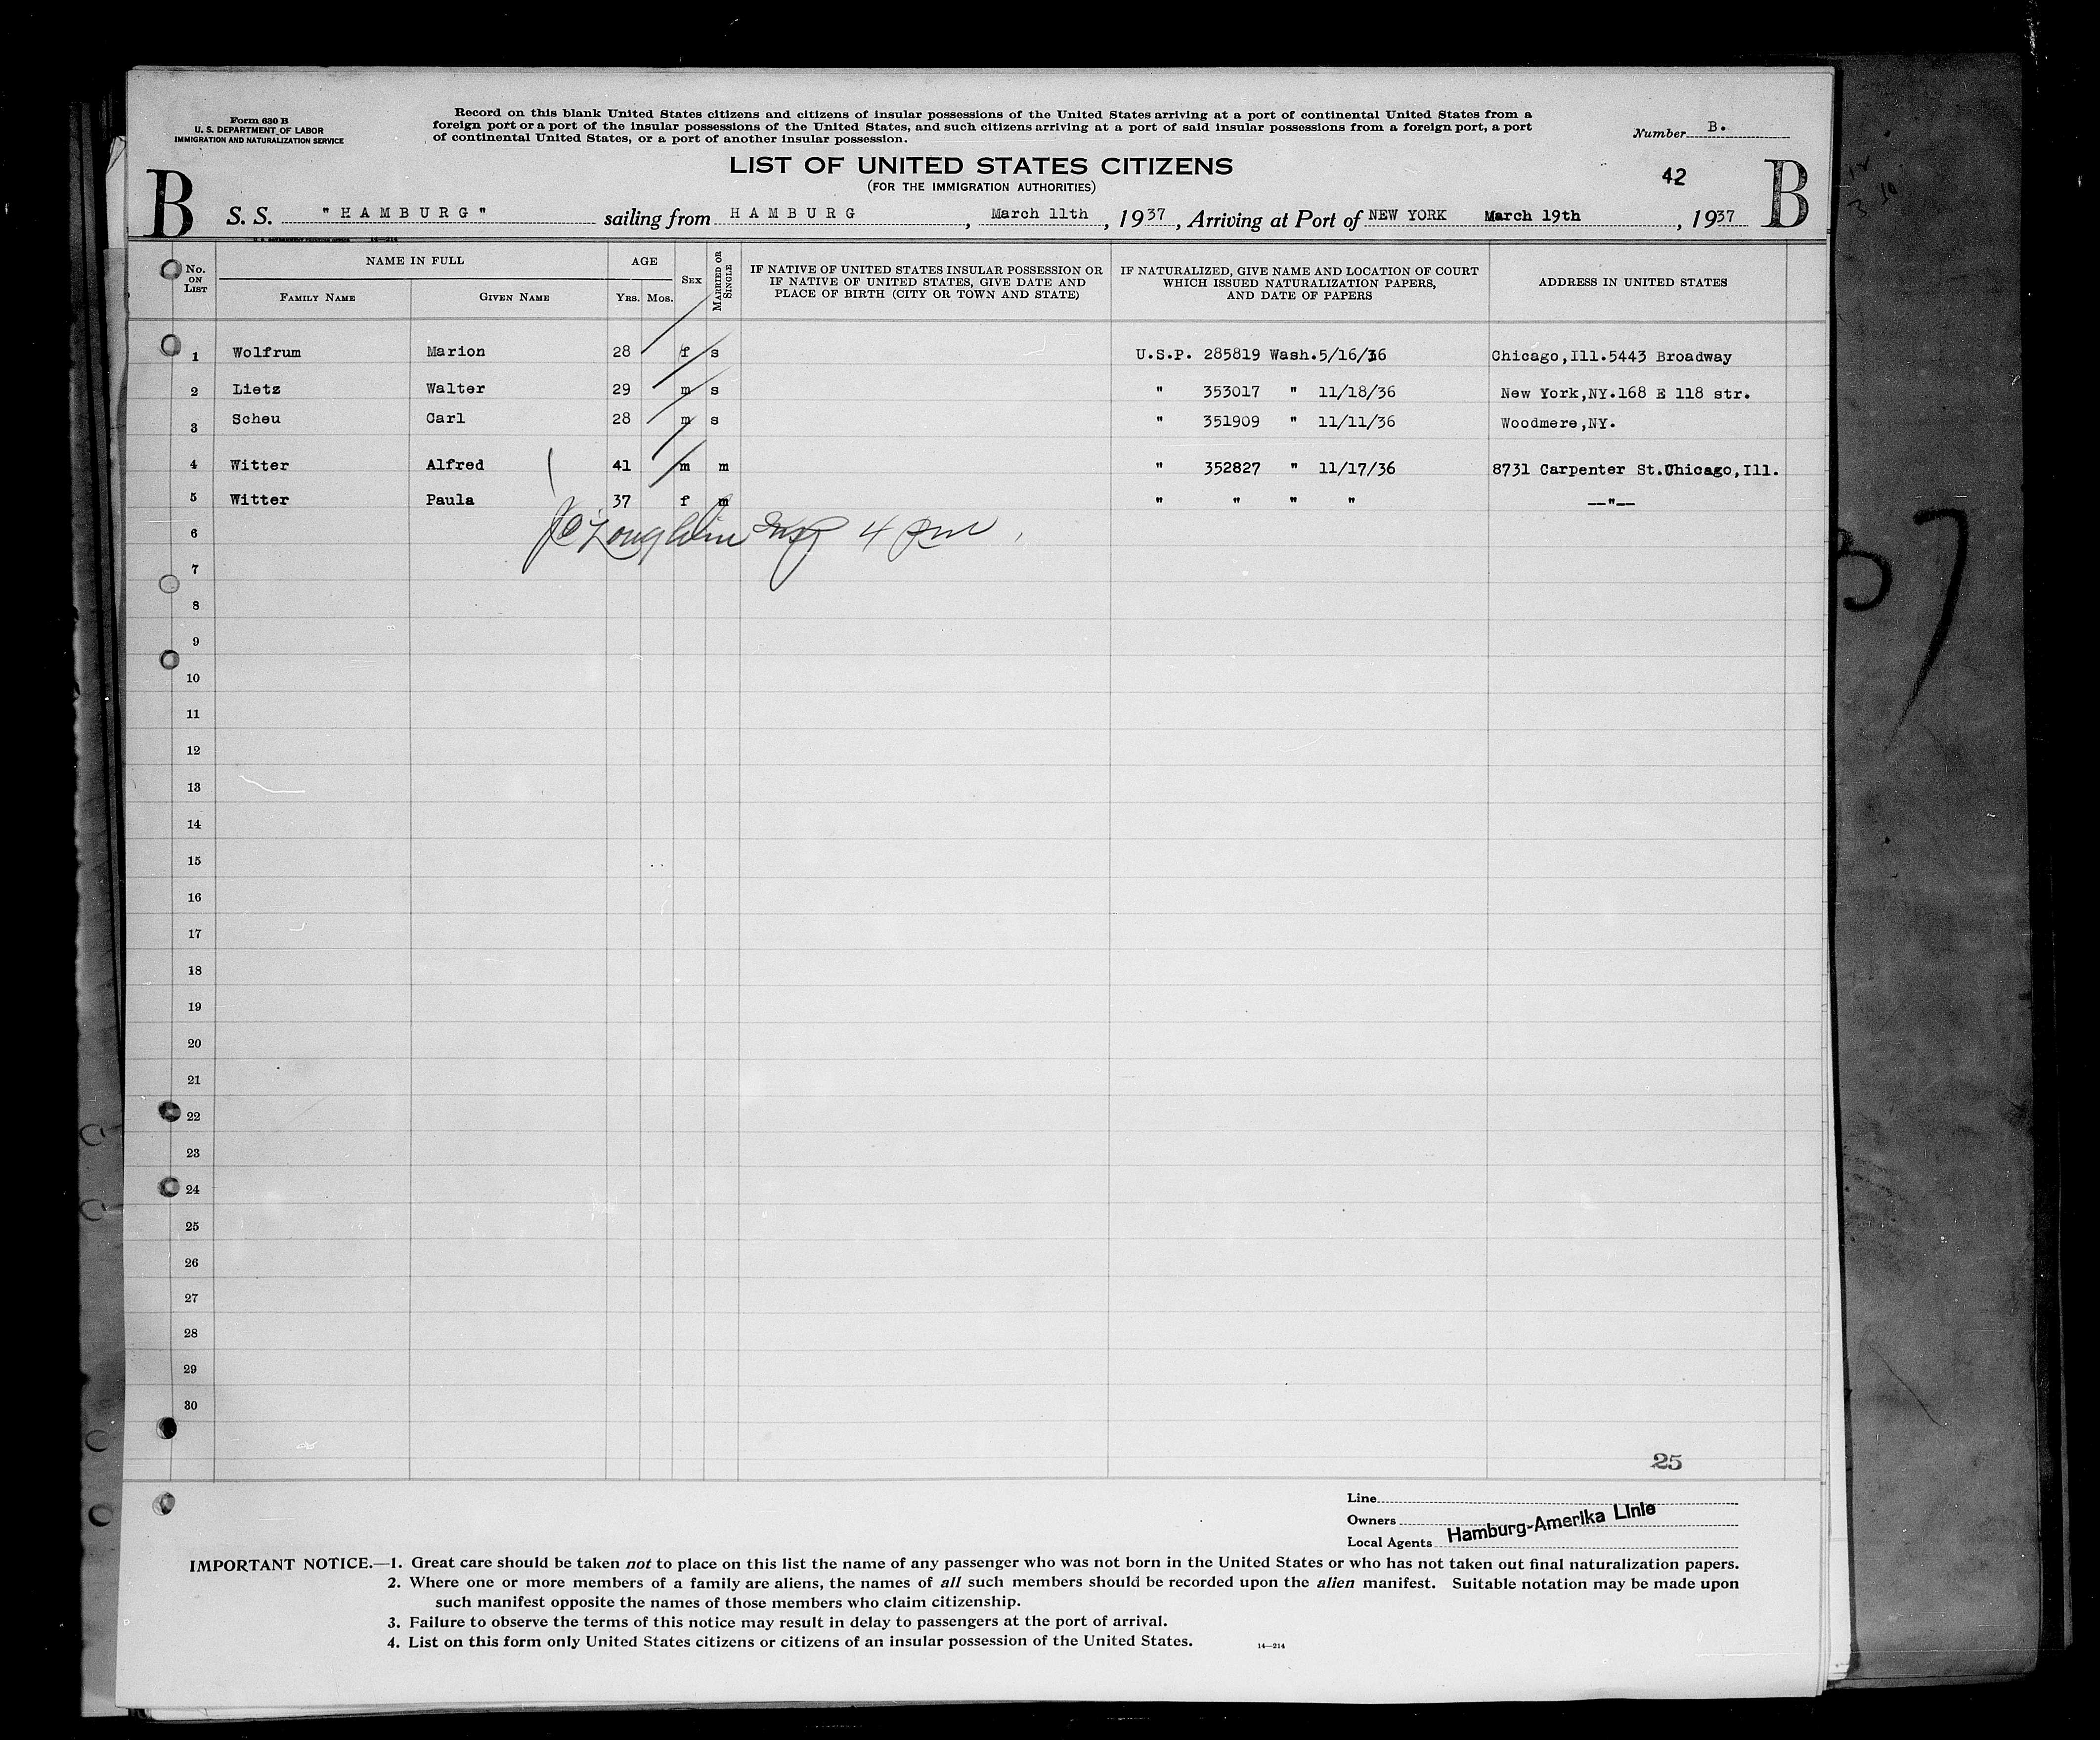 Form 630 B
U. S. DEPARTMENT OF LABOR
IMMIGRATION AND NATURALIZATION SERVICE
Record on this blank United States citizens and citizens of insular possessions of the United States arriving at a port of continental United States from a
foreign port or a port of the insular possessions of the United States, and such citizens arriving at a port of said insular possessions from a foreign port, a port
of continental United States, or a port of another insular possession.
Number B.
LIST OF UNITED STATES CITIZENS
(FOR THE IMMIGRATION AUTHORITIES)
42
B S. S. "HAMBURG" sailing from HAMBURG, March 11th, 1937, Arriving at Port of NEW YORK March 19th, 1937 B
No. ON LIST
NAME IN FULL
FAMILY NAME GIVEN NAME
AGE
YRS. MOS.
SEX
MARRIED OR SINGLE
IF NATIVE OF UNITED STATES INSULAR POSSESSION OR
IF NATIVE OF UNITED STATES, GIVE DATE AND
PLACE OF BIRTH (CITY OR TOWN AND STATE)
IF NATURALIZED, GIVE NAME AND LOCATION OF COURT
WHICH ISSUED NATURALIZATION PAPERS,
AND DATE OF PAPERS
ADDRESS IN UNITED STATES
1 Wolfrum Marion 28 f s U.S.P. 285819 Wash.5/16/36 Chicago,Ill.5443 Broadway
2 Lietz Walter 29 m s " 353017 " 11/18/36 New York,NY.168 E 118 str.
3 Scheu Carl 28 m s " 351909 " 11/11/36 Woodmere,NY.
4 Witter Alfred 41 m m " 352827 " 11/17/36 8731 Carpenter St.Chicago,Ill.
5 Witter Paula 37 f m " " " " --"--
6 4 pm
7
8
9
10
11
12
13
14
15
16
17
18
19
20
21
22
23
24
25
26
27
28
29
30
25
Line
Owners
Local Agents Hamburg-Amerika Linie
IMPORTANT NOTICE.—1. Great care should be taken not to place on this list the name of any passenger who was not born in the United States or who has not taken out final naturalization papers.
2. Where one or more members of a family are aliens, the names of all such members should be recorded upon the alien manifest. Suitable notation may be made upon
such manifest opposite the names of those members who claim citizenship.
3. Failure to observe the terms of this notice may result in delay to passengers at the port of arrival.
4. List on this form only United States citizens or citizens of an insular possession of the United States.
14—214